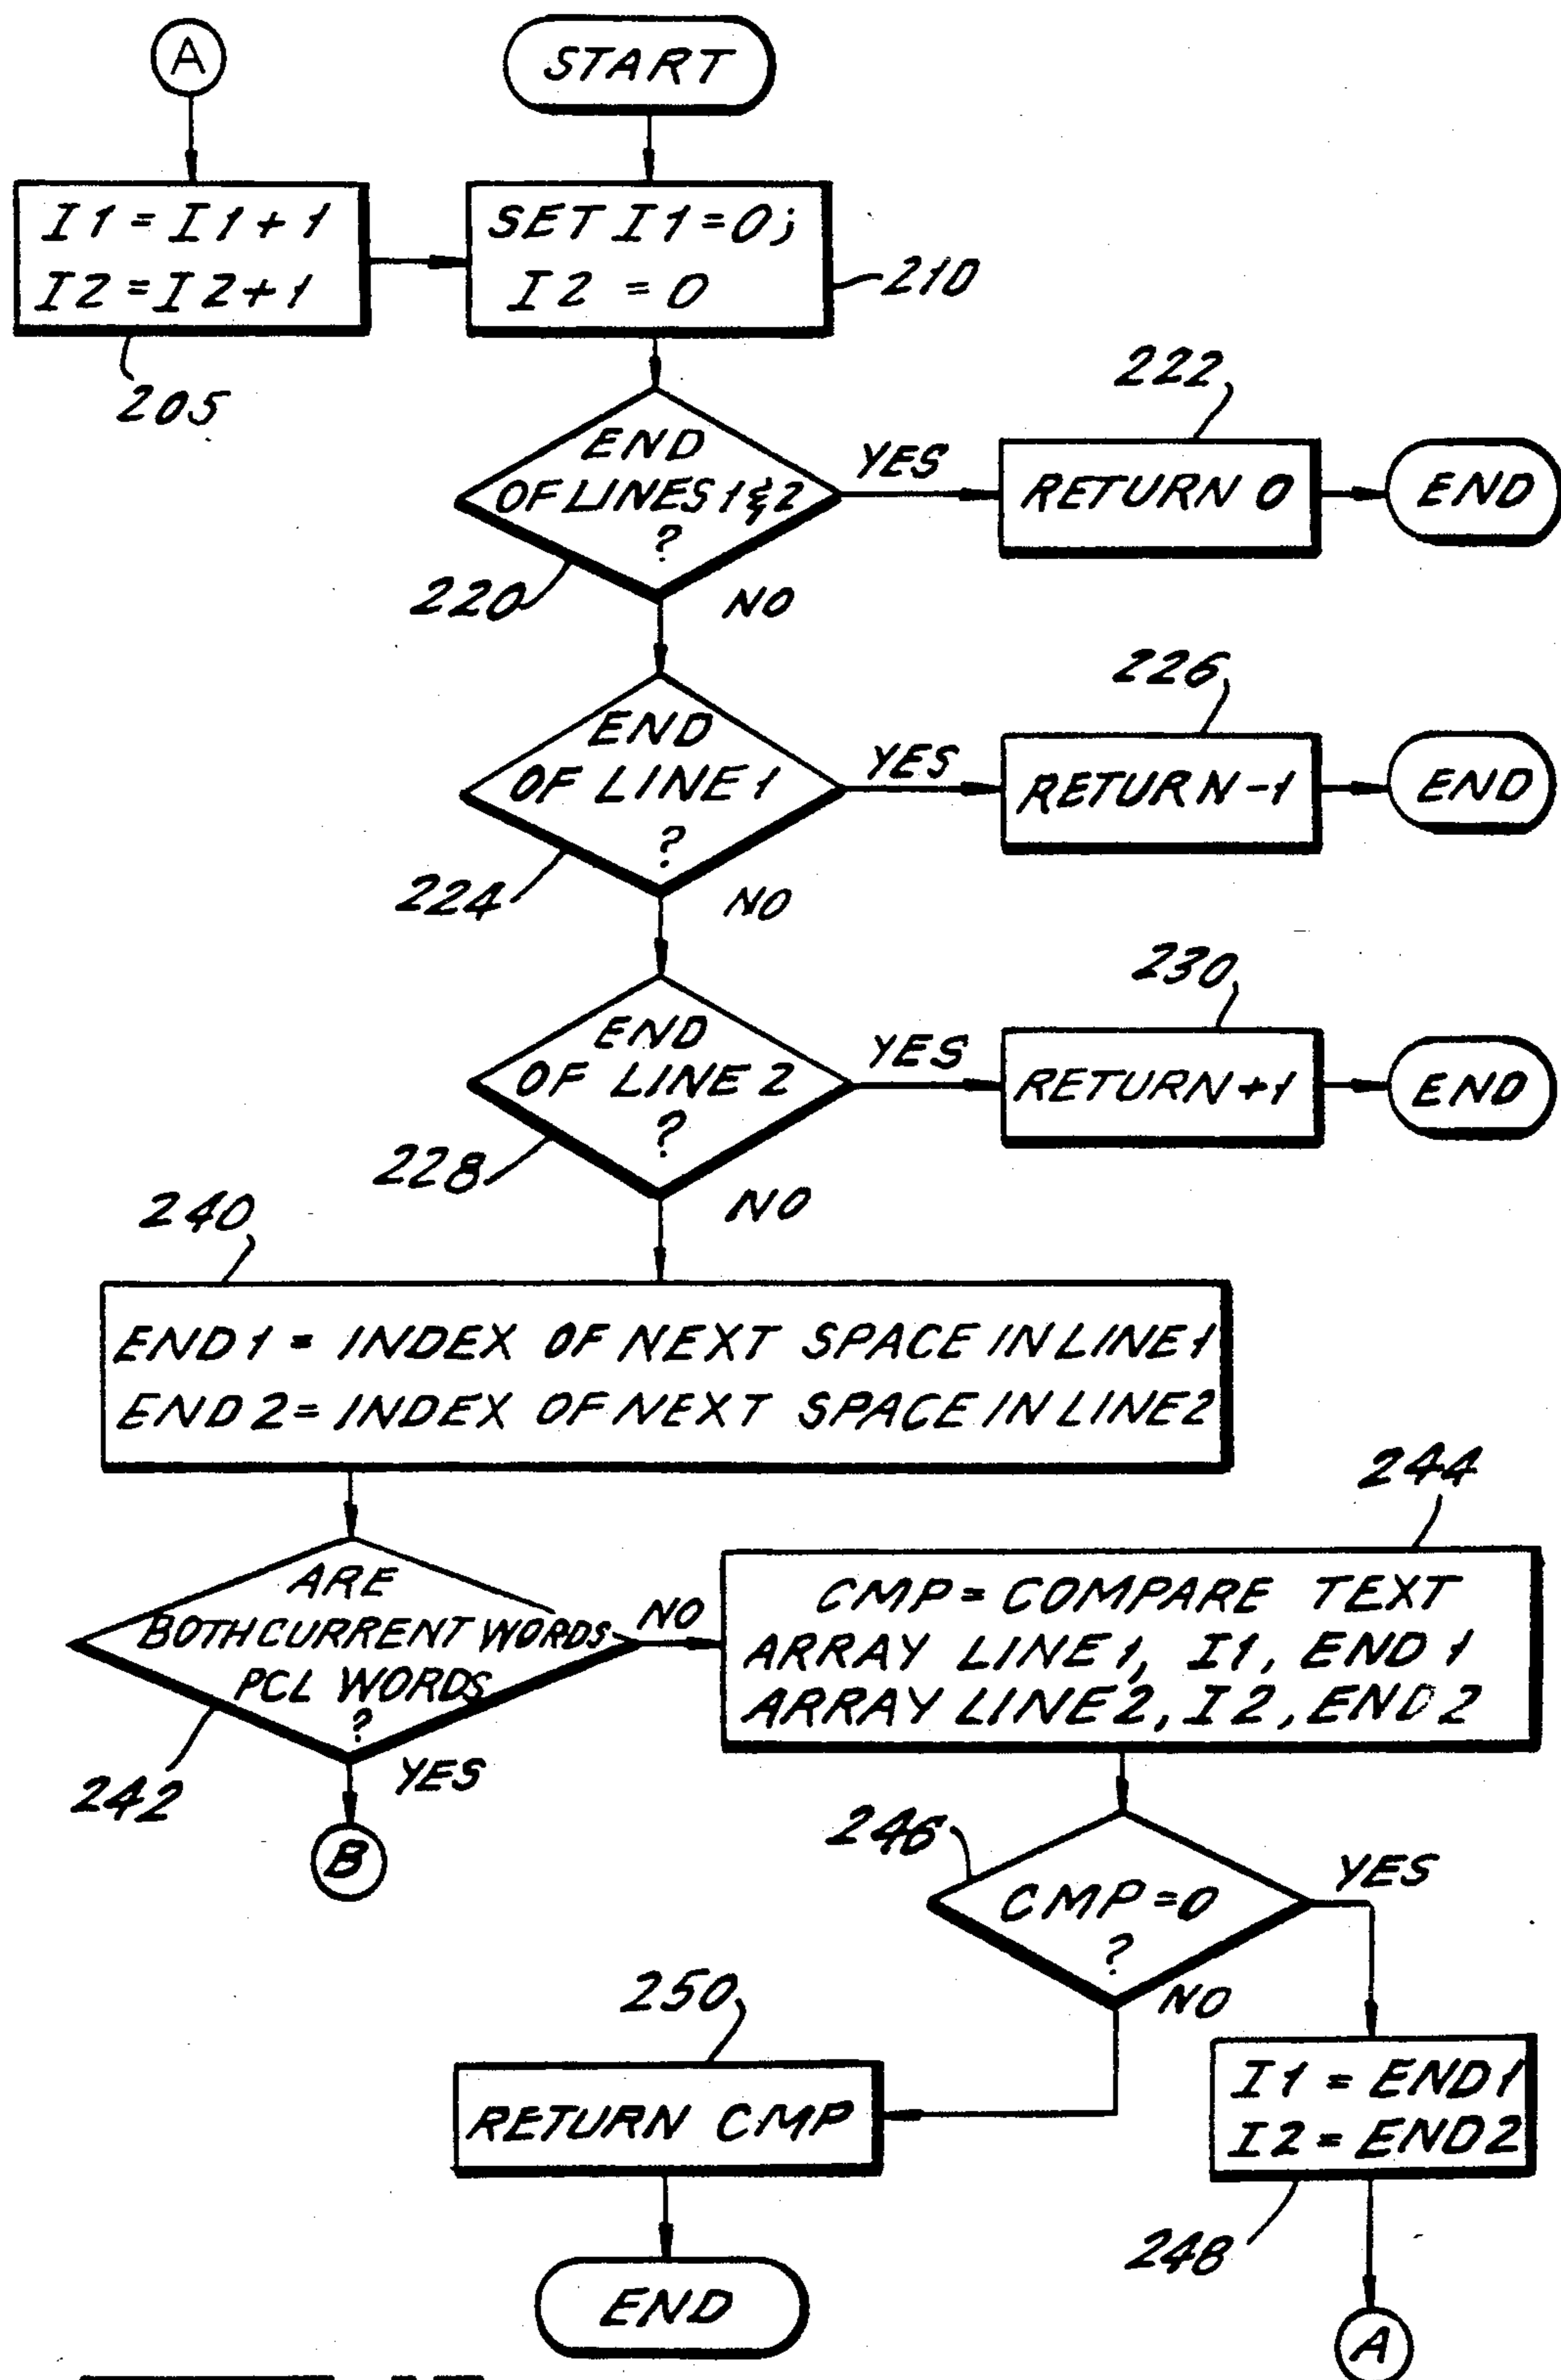 A
START
I1=I1+1
I2=I2+1
205
SET I1=0;
I2 =0
210
END
OF LINES 1&2
?
220
YES
222
RETURN 0
END
NO
END
OF LINE 1
?
224
YES
226
RETURN-1
END
NO
END
OF LINE 2
?
228
YES
230
RETURN+1
END
NO
240
END 1 = INDEX OF NEXT SPACE IN LINE 1
END 2 = INDEX OF NEXT SPACE IN LINE 2
ARE
BOTH CURRENT WORDS
PCL WORDS
?
242
YES
B
NO
244
CMP = COMPARE TEXT
ARRAY LINE 1, I1, END 1
ARRAY LINE 2, I2, END 2
246
CMP=0
?
YES
NO
250
RETURN CMP
END
I1 = END1
I2 = END2
248
A